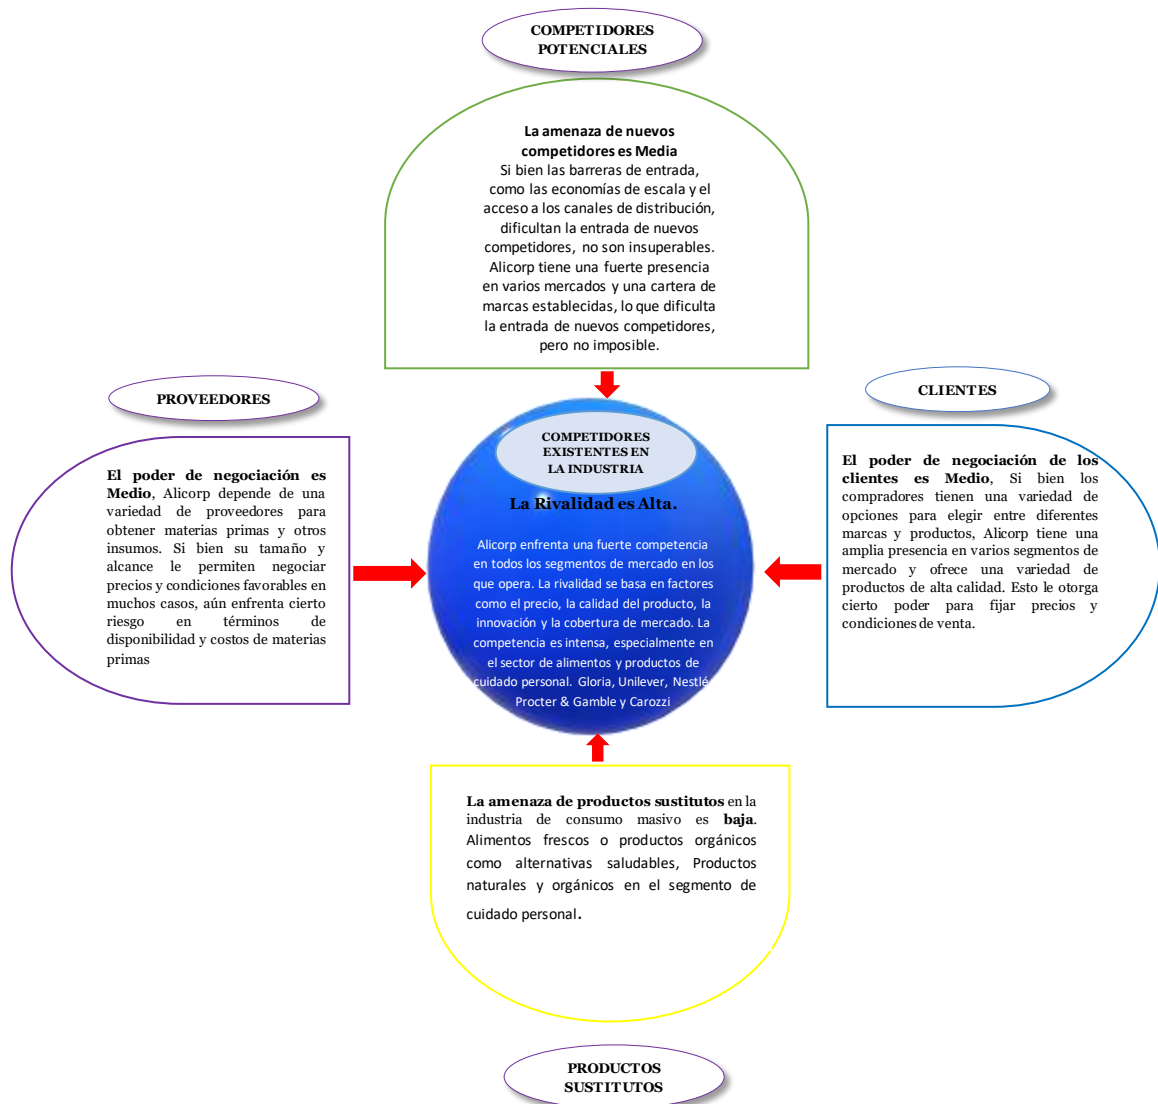 COMPETIDORES
POTENCIALES
La amenaza de nuevos
competidores es Media
Si bien las barreras de entrada,
como las economías de escala y el
acceso a los canales de distribución,
dificultan la entrada de nuevos
competidores, no son insuperables.
Alicorp tiene una fuerte presencia
en varios mercados y una cartera de
marcas establecidas, lo que dificulta
la entrada de nuevos competidores,
pero no imposible.
PROVEEDORES
El poder de negociación es
Medio, Alicorp depende de una
variedad de proveedores para
obtener materias primas y otros
insumos. Si bien su tamaño y
alcance le permiten negociar
precios y condiciones favorables en
muchos casos, aún enfrenta cierto
riesgo en términos de
disponibilidad y costos de materias
primas
COMPETIDORES
EXISTENTES EN
LA INDUSTRIA
La Rivalidad es Alta.
Alicorp enfrenta una fuerte competencia
en todos los segmentos de mercado en los
que opera. La rivalidad se basa en factores
como el precio, la calidad del producto, la
innovación y la cobertura de mercado. La
competencia es intensa, especialmente en
el sector de alimentos y productos de
cuidado personal. Gloria, Unilever, Nestlé
Procter & Gamble y Carozzi
CLIENTES
El poder de negociación de los
clientes es Medio, Si bien los
compradores tienen una variedad de
opciones para elegir entre diferentes
marcas y productos, Alicorp tiene una
amplia presencia en varios segmentos de
mercado y ofrece una variedad de
productos de alta calidad. Esto le otorga
cierto poder para fijar precios y
condiciones de venta.
La amenaza de productos sustitutos en la
industria de consumo masivo es baja.
Alimentos frescos o productos orgánicos
como alternativas saludables, Productos
naturales y orgánicos en el segmento de
cuidado personal.
PRODUCTOS
SUSTITUTOS